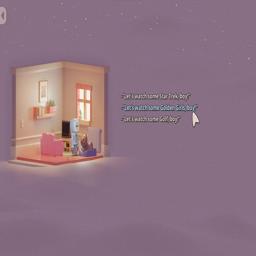 "Let's watch some Star Trek, boy"
"Let's watch some Golden Girls, boy"
"Let's watch some Golf, boy"